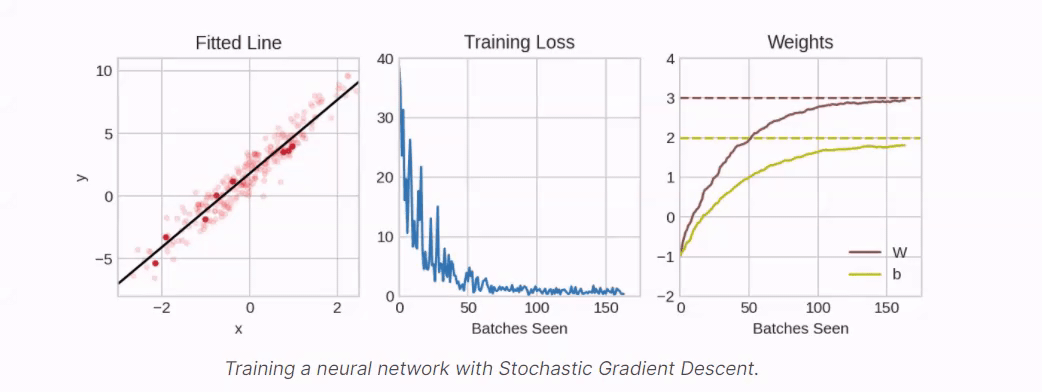 Fitted Line
10
5
0
−5
y
−2 0 2
x
Training Loss
40
30
20
10
0
0 50 100 150
Batches Seen
Weights
4
3
2
1
0
−1
−2
W
b
0 50 100 150
Batches Seen
Training a neural network with Stochastic Gradient Descent.